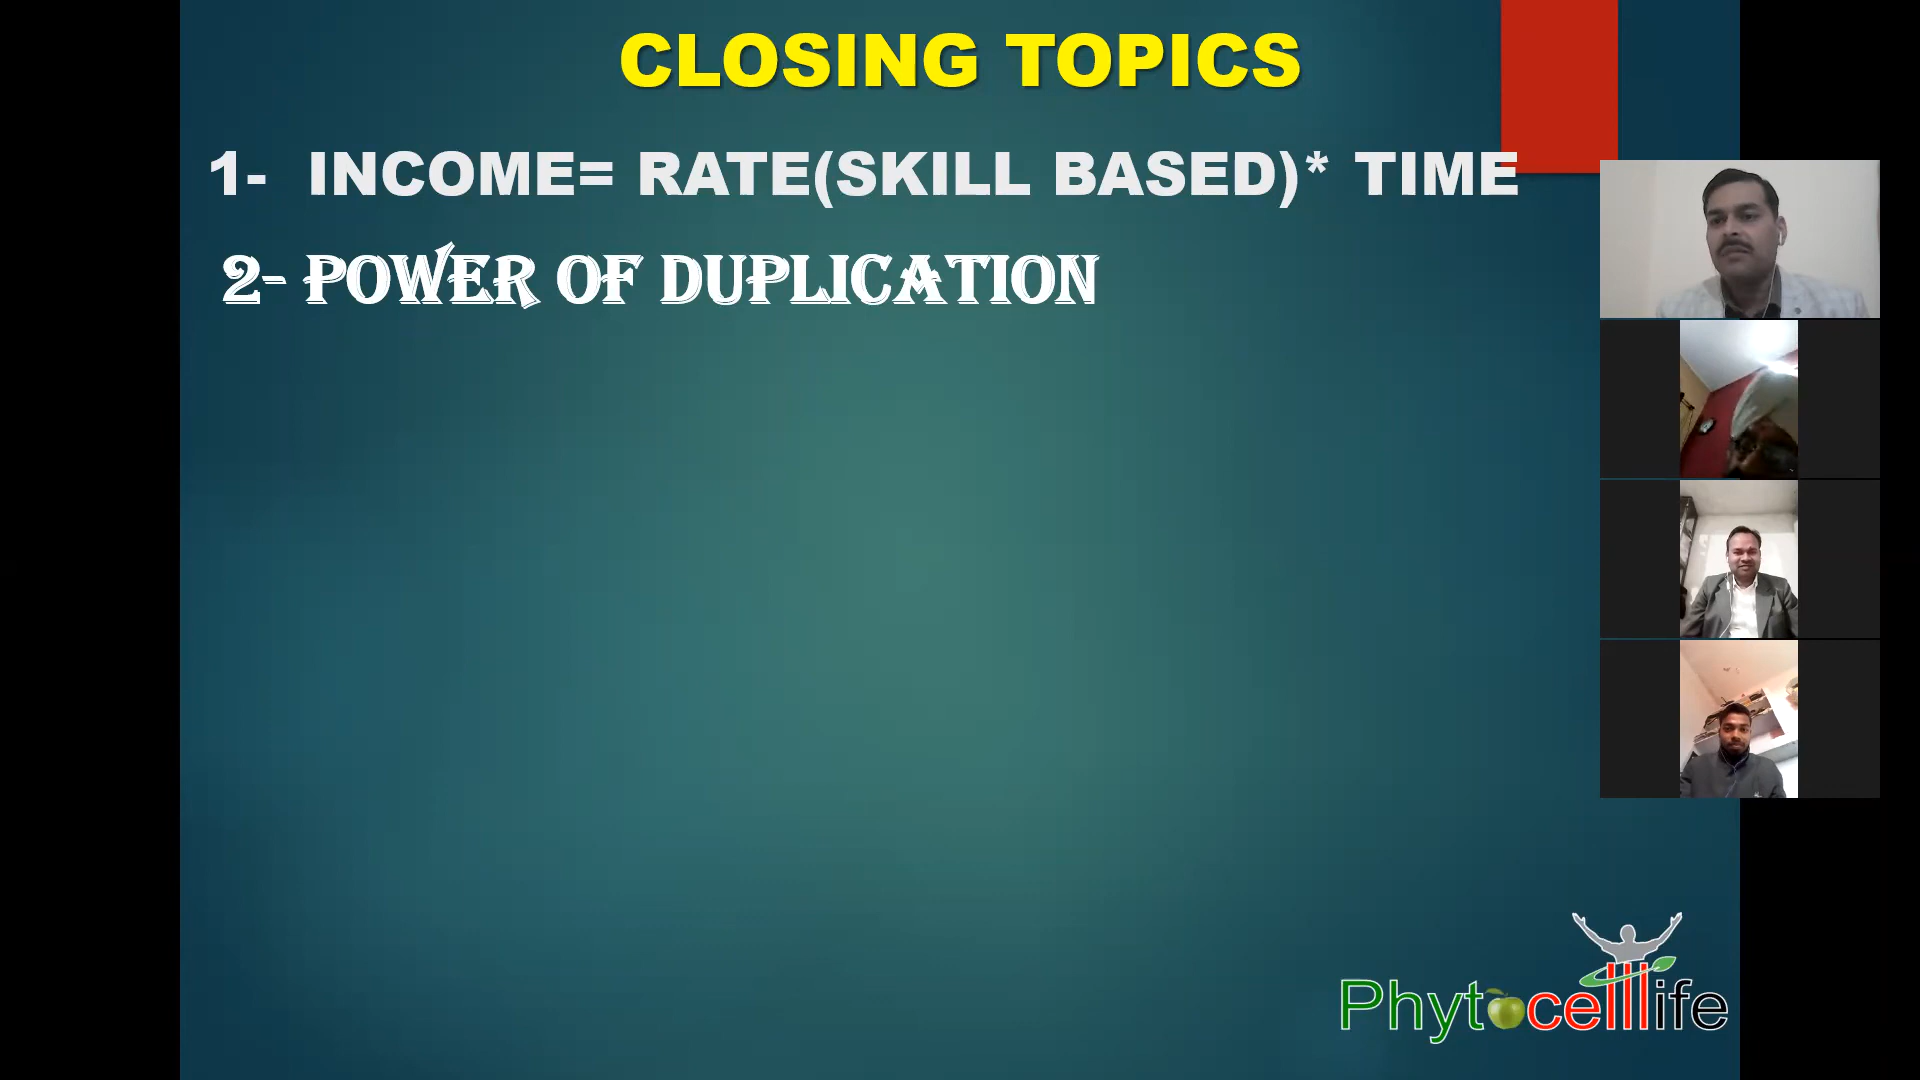 CLOSING TOPICS
1- INCOME= RATE(SKILL BASED)* TIME
2- POWER OF DUPLICATION
Phytocelllife